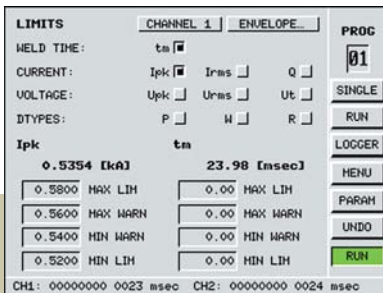 LIMITS CHANNEL 1 ENVELOPE… PROG
WELD TIME: tm 01
CURRENT: Ipk Irms Q
VOLTAGE: Upk Urms Ut SINGLE
DTYPES: P W R RUN
Ipk tm LOGGER
0.5354 [kA] 23.98 [msec]
MENU
0.5800 MAX LIM 0.00 MAX LIM
PARAM
0.5600 MAX WARN 0.00 MAX WARN
UNDO
0.5400 MIN WARN 0.00 MIN WARN
0.5200 MIN LIM 0.00 MIN LIM RUN
CH1: 00000000 0023 msec CH2: 00000000 0024 msec